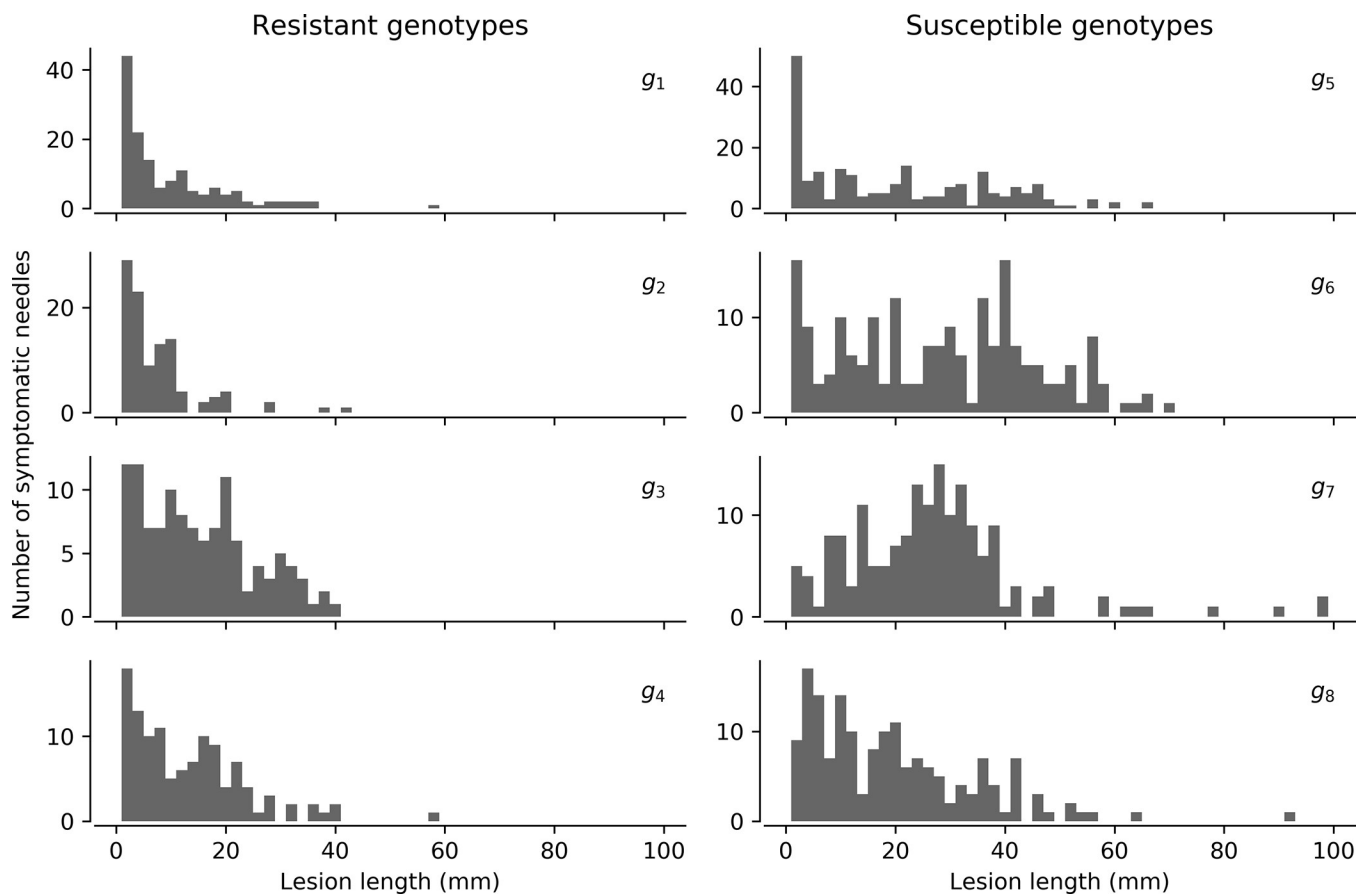 Resistant genotypes
Susceptible genotypes
Number of symptomatic needles
40
20
0
g1
40
20
0
g5
20
0
g2
10
0
g6
10
5
0
g3
10
0
g7
10
0
0 20 40 60 80 100
Lesion length (mm)
g4
10
0
0 20 40 60 80 100
Lesion length (mm)
g8